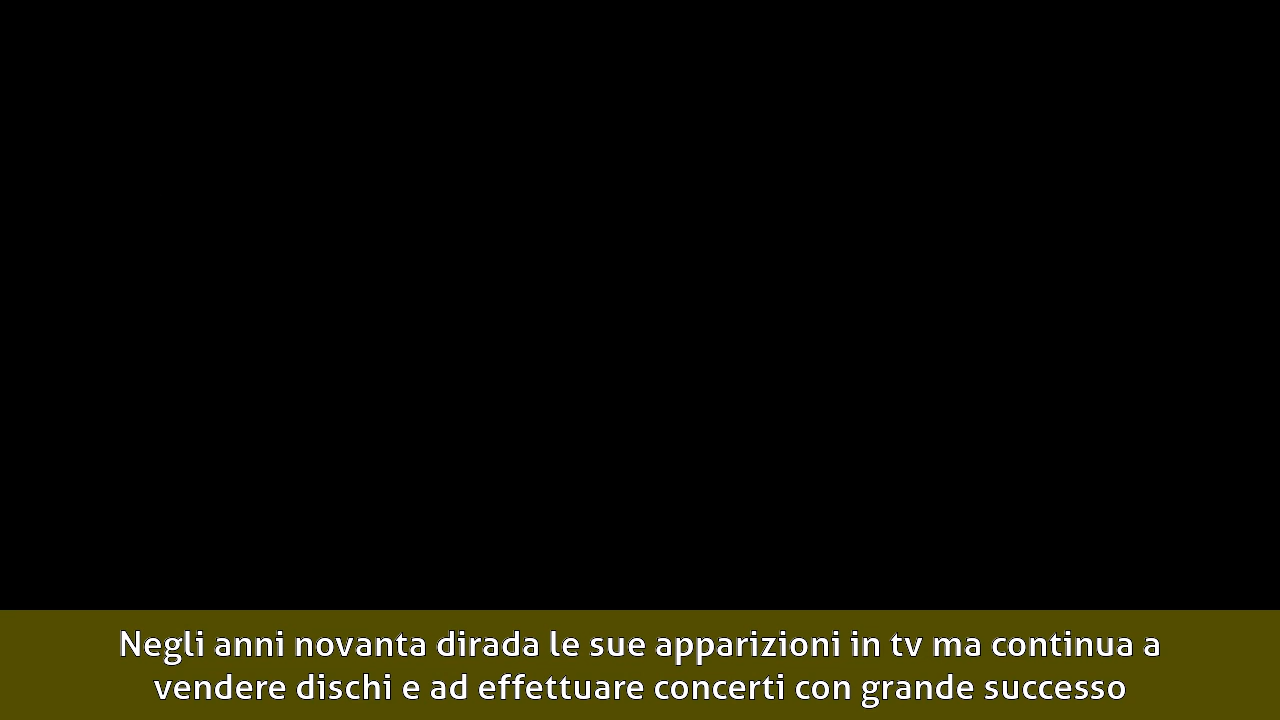 Negli anni novanta dirada le sue apparizioni in tv ma continua a
vendere dischi e ad effettuare concerti con grande successo